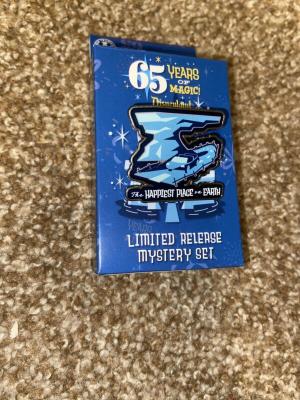 65 YEARS
OF
MAGIC!
Disneyland
The HAPPIEST PLACE on EARTH
LIMITED RELEASE
MYSTERY SET